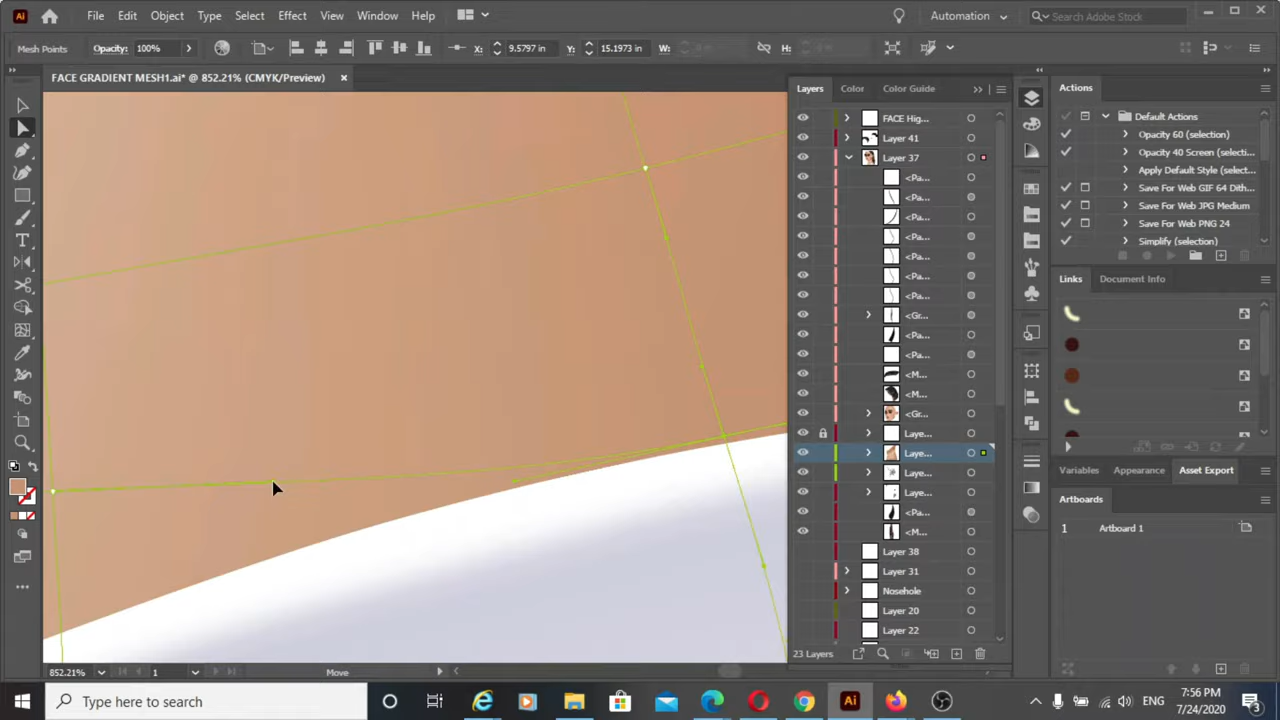 File Edit Object Type Select Effect View Window Help Automation Search Adobe Stock
Mesh Points Opacity: 100% X: 9.5797 in Y: 15.1973 in W: H:
FACE GRADIENT MESH1.ai* @ 852.21% (CMYK/Preview)
Layers Color Color Guide
FACE Hig...
Layer 41
Layer 37
<Pa...
<Pa...
<Pa...
<Pa...
<Pa...
<Pa...
<Pa...
<Gr...
<Pa...
<Pa...
<M...
<M...
<Gr...
Laye...
Laye...
Laye...
Laye...
<Pa...
<M...
Layer 38
Layer 31
Nosehole
Layer 20
Layer 22
23 Layers
Actions
Default Actions
Opacity 60 (selection)
Opacity 40 Screen (selecti...
Apply Default Style (select...
Save For Web GIF 64 Dith...
Save For Web JPG Medium
Save For Web PNG 24
Simplify (selection)
Links Document Info
Variables Appearance Asset Export
Artboards
1 Artboard 1
852.21% 1 Move
Type here to search
ENG
7:56 PM
7/24/2020
3